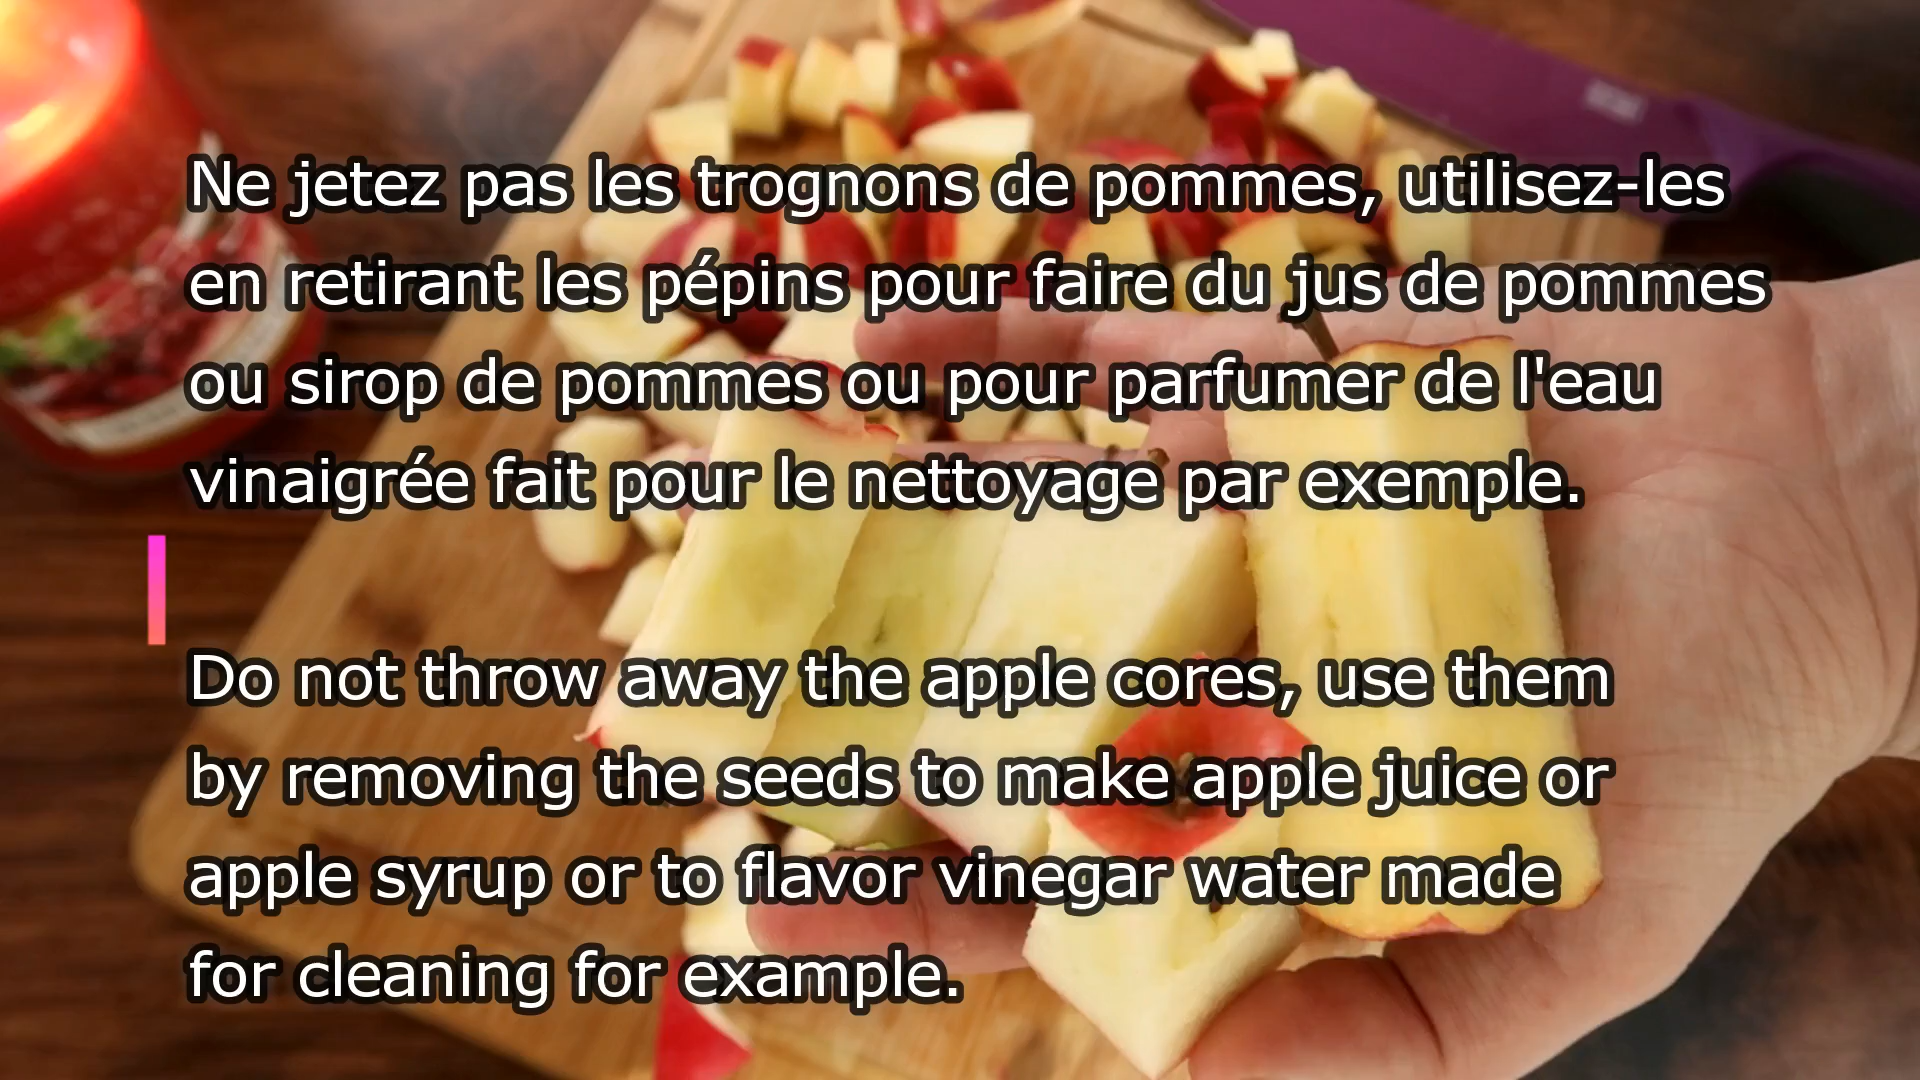 Ne jetez pas les trognons de pommes, utilisez-les
en retirant les pépins pour faire du jus de pommes
ou sirop de pommes ou pour parfumer de l'eau
vinaigrée fait pour le nettoyage par exemple.
Do not throw away the apple cores, use them
by removing the seeds to make apple juice or
apple syrup or to flavor vinegar water made
for cleaning for example.